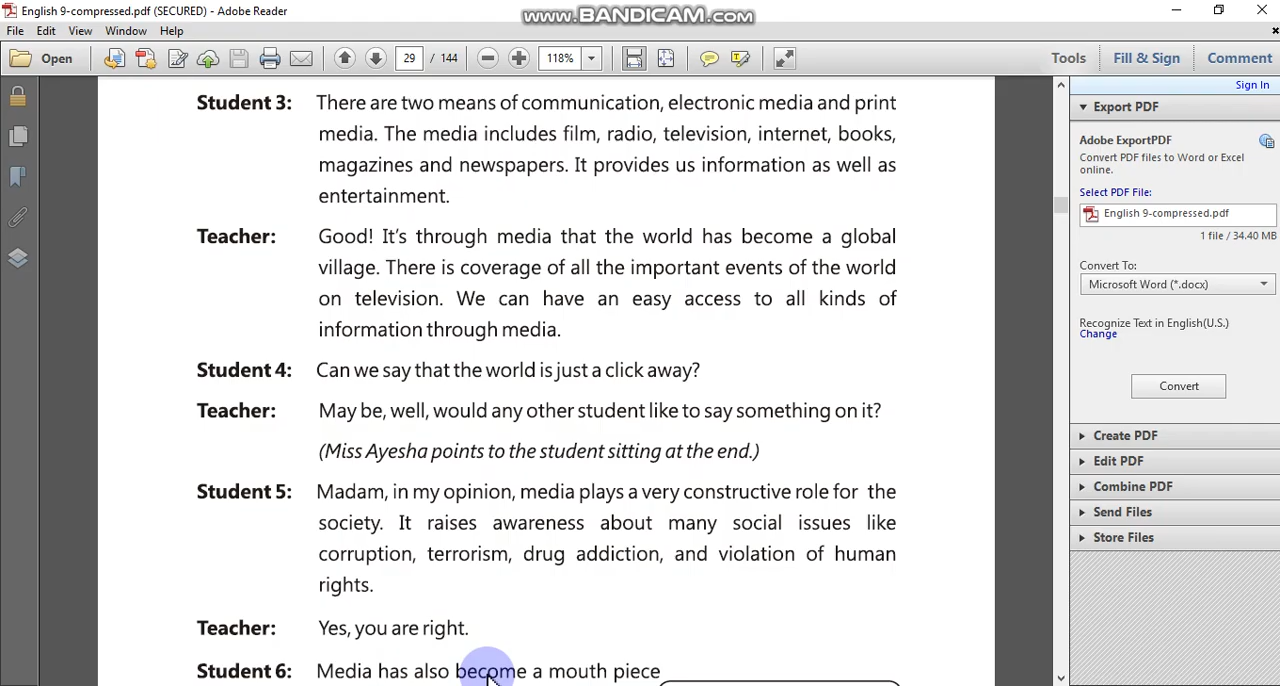 English 9-compressed.pdf (SECURED) - Adobe Reader
www.BANDICAM.com
File Edit View Window Help
Open 29 / 144 118% Tools Fill & Sign Comment
Sign In
Export PDF
Adobe ExportPDF
Convert PDF files to Word or Excel
online.
Select PDF File:
English 9-compressed.pdf
1 file / 34.40 MB
Convert To:
Microsoft Word (*.docx)
Recognize Text in English(U.S.)
Change
Convert
Create PDF
Edit PDF
Combine PDF
Send Files
Store Files
Student 3: There are two means of communication, electronic media and print
media. The media includes film, radio, television, internet, books,
magazines and newspapers. It provides us information as well as
entertainment.
Teacher: Good! It's through media that the world has become a global
village. There is coverage of all the important events of the world
on television. We can have an easy access to all kinds of
information through media.
Student 4: Can we say that the world is just a click away?
Teacher: May be, well, would any other student like to say something on it?
(Miss Ayesha points to the student sitting at the end.)
Student 5: Madam, in my opinion, media plays a very constructive role for the
society. It raises awareness about many social issues like
corruption, terrorism, drug addiction, and violation of human
rights.
Teacher: Yes, you are right.
Student 6: Media has also become a mouth piece